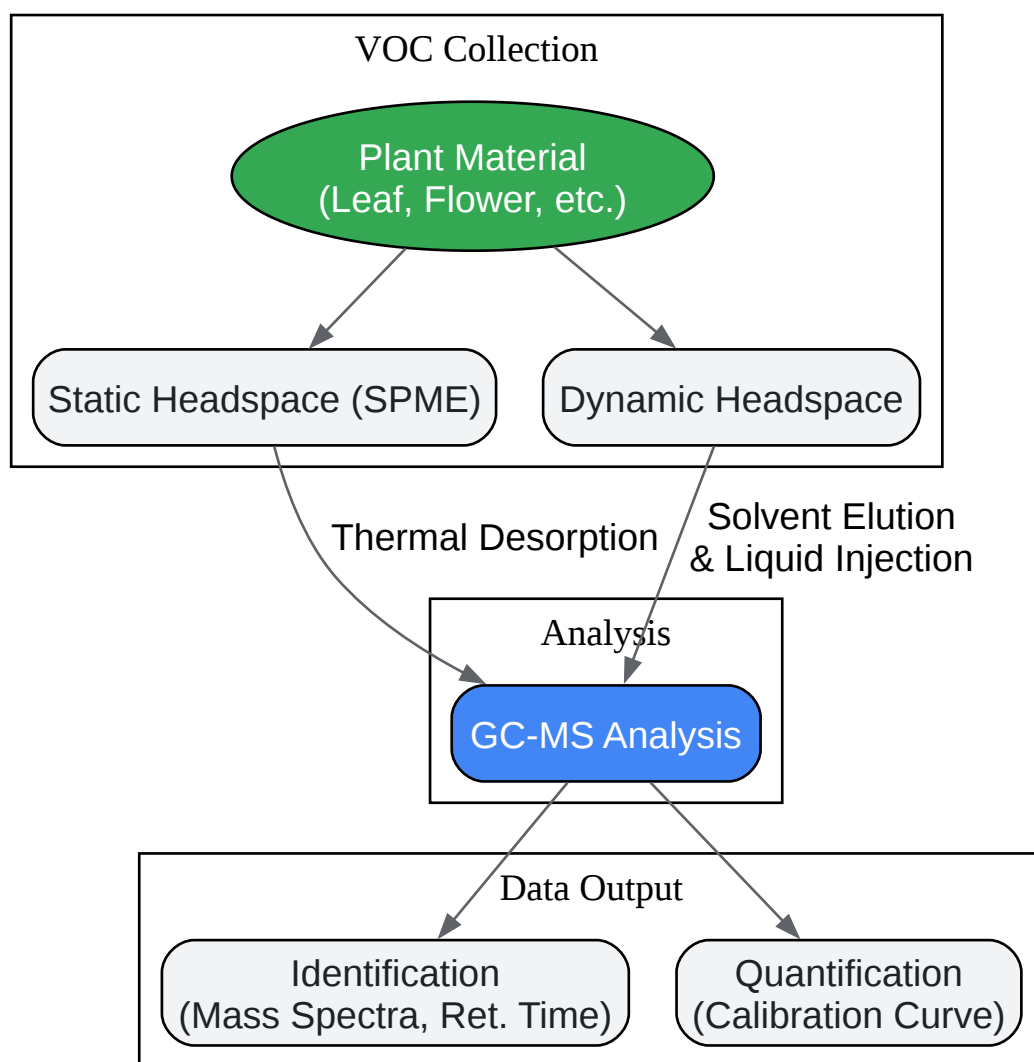 VOC Collection
Plant Material
(Leaf, Flower, etc.)
Static Headspace (SPME)
Dynamic Headspace
Thermal Desorption
Solvent Elution
& Liquid Injection
Analysis
GC-MS Analysis
Data Output
Identification
(Mass Spectra, Ret. Time)
Quantification
(Calibration Curve)